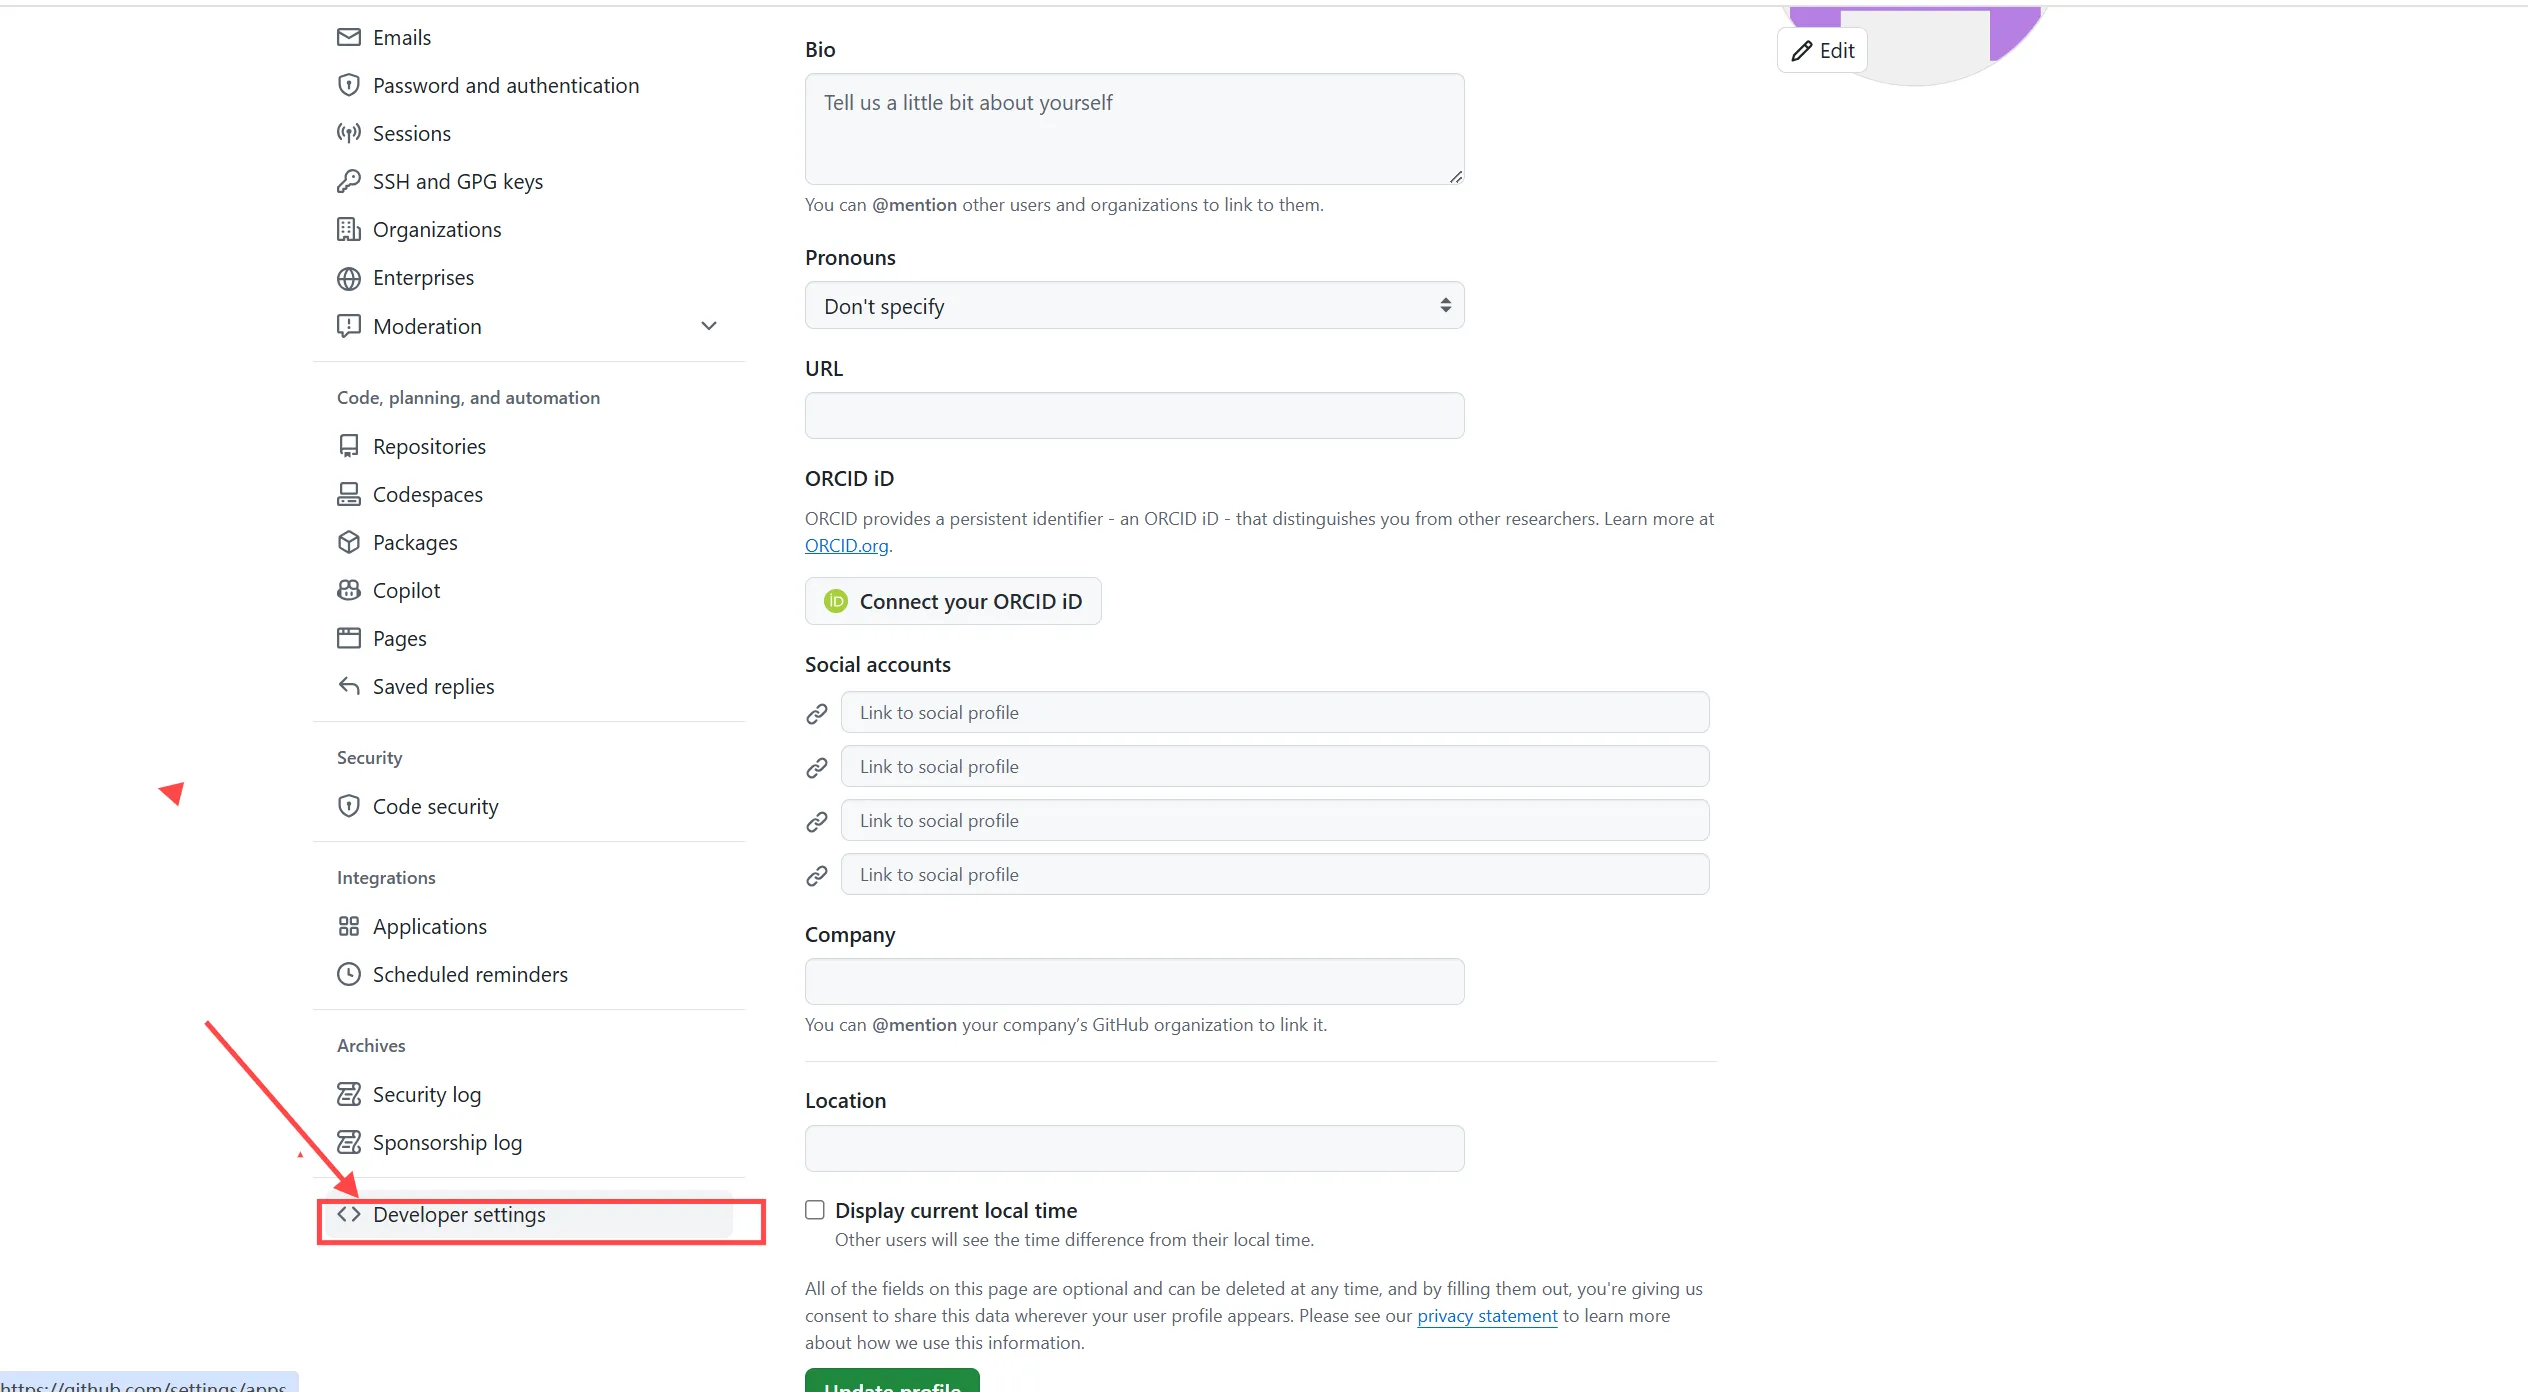 Emails
Password and authentication
Sessions
SSH and GPG keys
Organizations
Enterprises
Moderation
Code, planning, and automation
Repositories
Codespaces
Packages
Copilot
Pages
Saved replies
Security
Code security
Integrations
Applications
Scheduled reminders
Archives
Security log
Sponsorship log
Developer settings
Edit
Bio
Tell us a little bit about yourself
You can @mention other users and organizations to link to them.
Pronouns
Don't specify
URL
ORCID iD
ORCID provides a persistent identifier - an ORCID iD - that distinguishes you from other researchers. Learn more at
ORCID.org.
iD Connect your ORCID iD
Social accounts
Link to social profile
Link to social profile
Link to social profile
Link to social profile
Company
You can @mention your company’s GitHub organization to link it.
Location
Display current local time
Other users will see the time difference from their local time.
All of the fields on this page are optional and can be deleted at any time, and by filling them out, you're giving us
consent to share this data wherever your user profile appears. Please see our privacy statement to learn more
about how we use this information.
Update profile
https://github.com/settings/apps